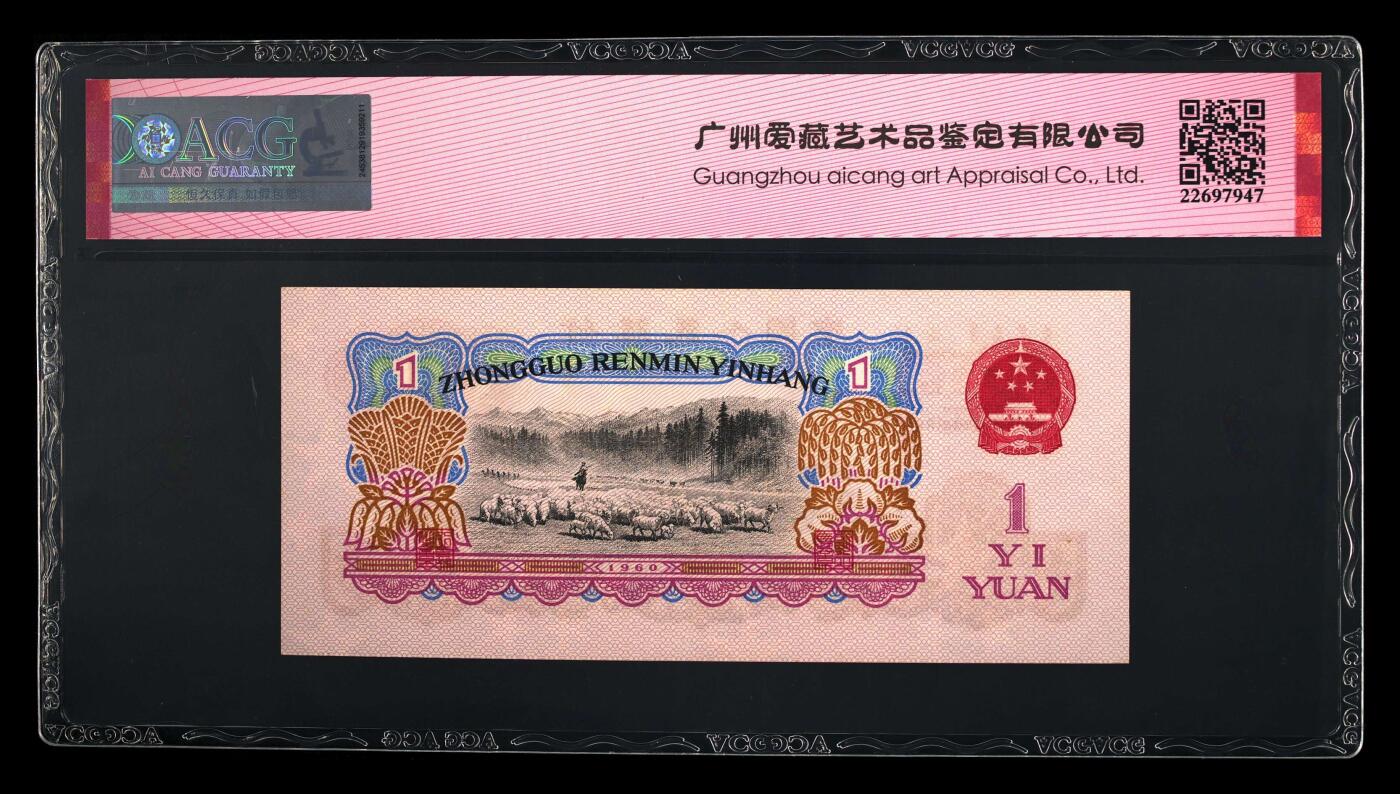 ACG
AI CANG GUARANTY
恒久保真 如假包赔
广州爱藏艺术品鉴定有限公司
Guangzhou aicang art Appraisal Co., Ltd.
22697947
ZHONGGUO RENMIN YINHANG
1
1
1960
1
YI
YUAN